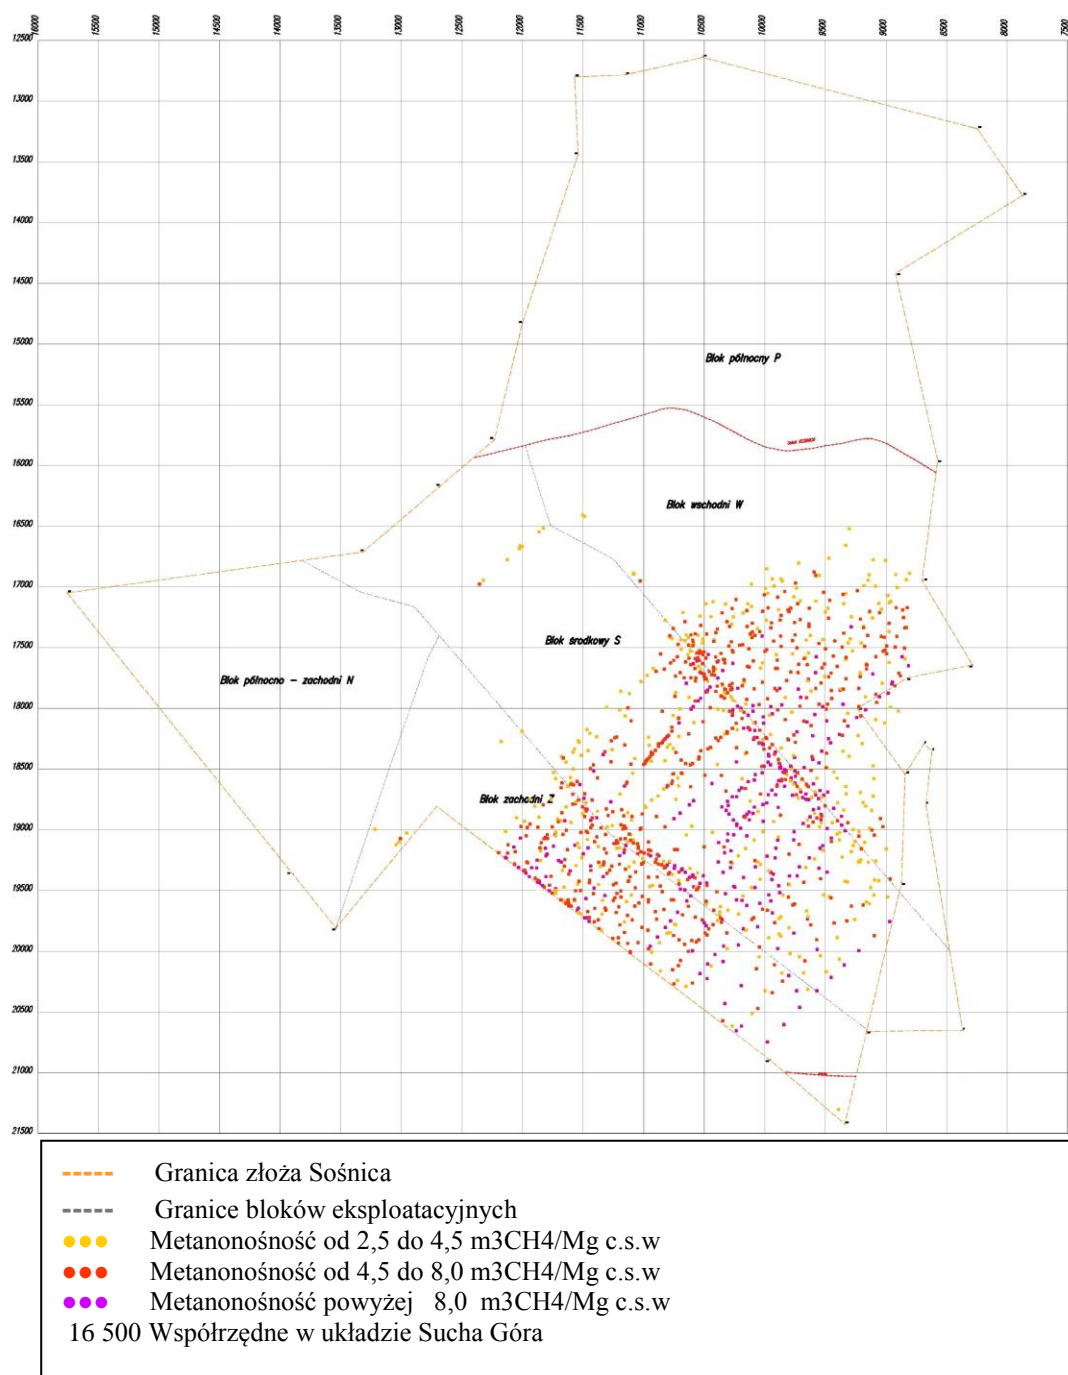 16000 15500 15000 14500 14000 13500 13000 12500 12000 11500 11000 10500 10000 9500 9000 8500 8000 7500
12500
13000
13500
14000
14500
15000
Blok północny P
15500
16000
Blok wschodni W
16500
17000
17500
Blok środkowy S
Blok północno – zachodni N
18000
18500
Blok zachodni Z
19000
19500
20000
20500
21000
21500
Granica złoża Sośnica
Granice bloków eksploatacyjnych
Metanonośność od 2,5 do 4,5 m3CH4/Mg c.s.w
Metanonośność od 4,5 do 8,0 m3CH4/Mg c.s.w
Metanonośność powyżej 8,0 m3CH4/Mg c.s.w
16 500 Współrzędne w układzie Sucha Góra